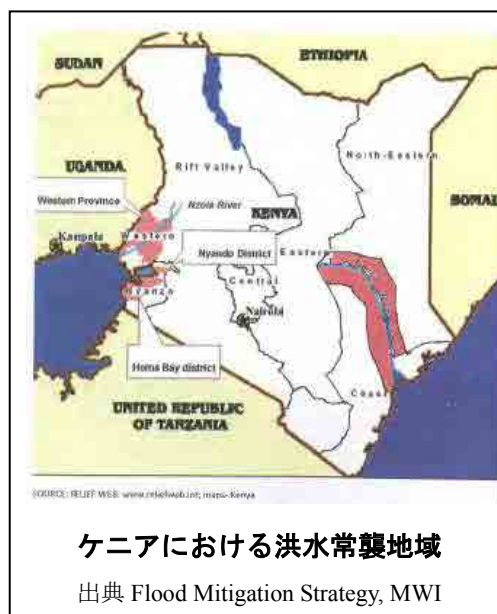 SUDAN
ETHIOPIA
UGANDA
Rift Valley
North-Eastern
SOMAL
Western Province
Nzoia River
KENYA
Western
Kampala
Nyando District
Eastern
Nyanza
Central
Nairobi
Homa Bay district
Coast
UNITED REPUBLIC
OF TANZANIA
SOURCE: RELIEF WEB: www.reliefweb.int; maps-Kenya
ケニアにおける洪水常襲地域
出典 Flood Mitigation Strategy, MWI